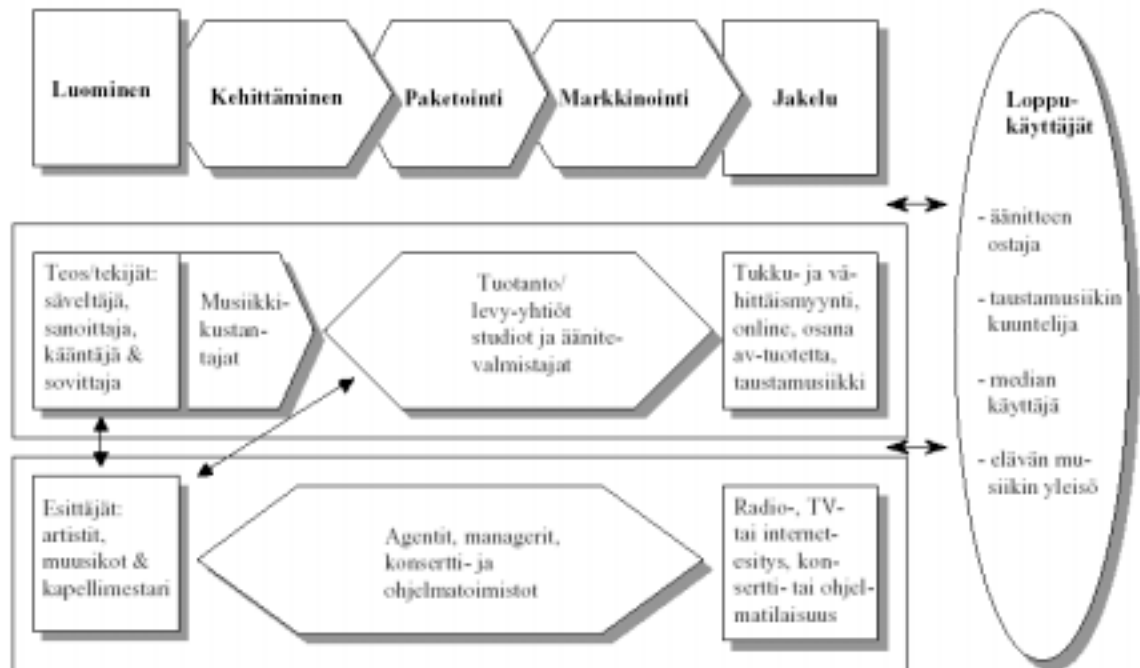 Luominen
Kehittäminen
Paketointi
Markkinointi
Jakelu
Loppu-
käyttäjät
- äänitteen
ostaja
- taustamusiikin
kuuntelija
- median
käyttäjä
- elävän mu-
siikin yleisö
Teos/tekijät:
säveltäjä,
sanoittaja,
kääntäjä &
sovittaja
Musiikki-
kustan-
tajat
Tuotanto/
levy-yhtiöt
studiot ja äänite-
valmistajat
Tukku- ja vä-
hittäismyynti,
online, osana
av-tuotetta,
taustamusiikki
Esittäjät:
artistit,
muusikot &
kapellimestari
Agentit, managerit,
konsertti- ja
ohjelmatoimistot
Radio-, TV-
tai internet-
esitys, kon-
sertti- tai ohjel-
matilaisuus